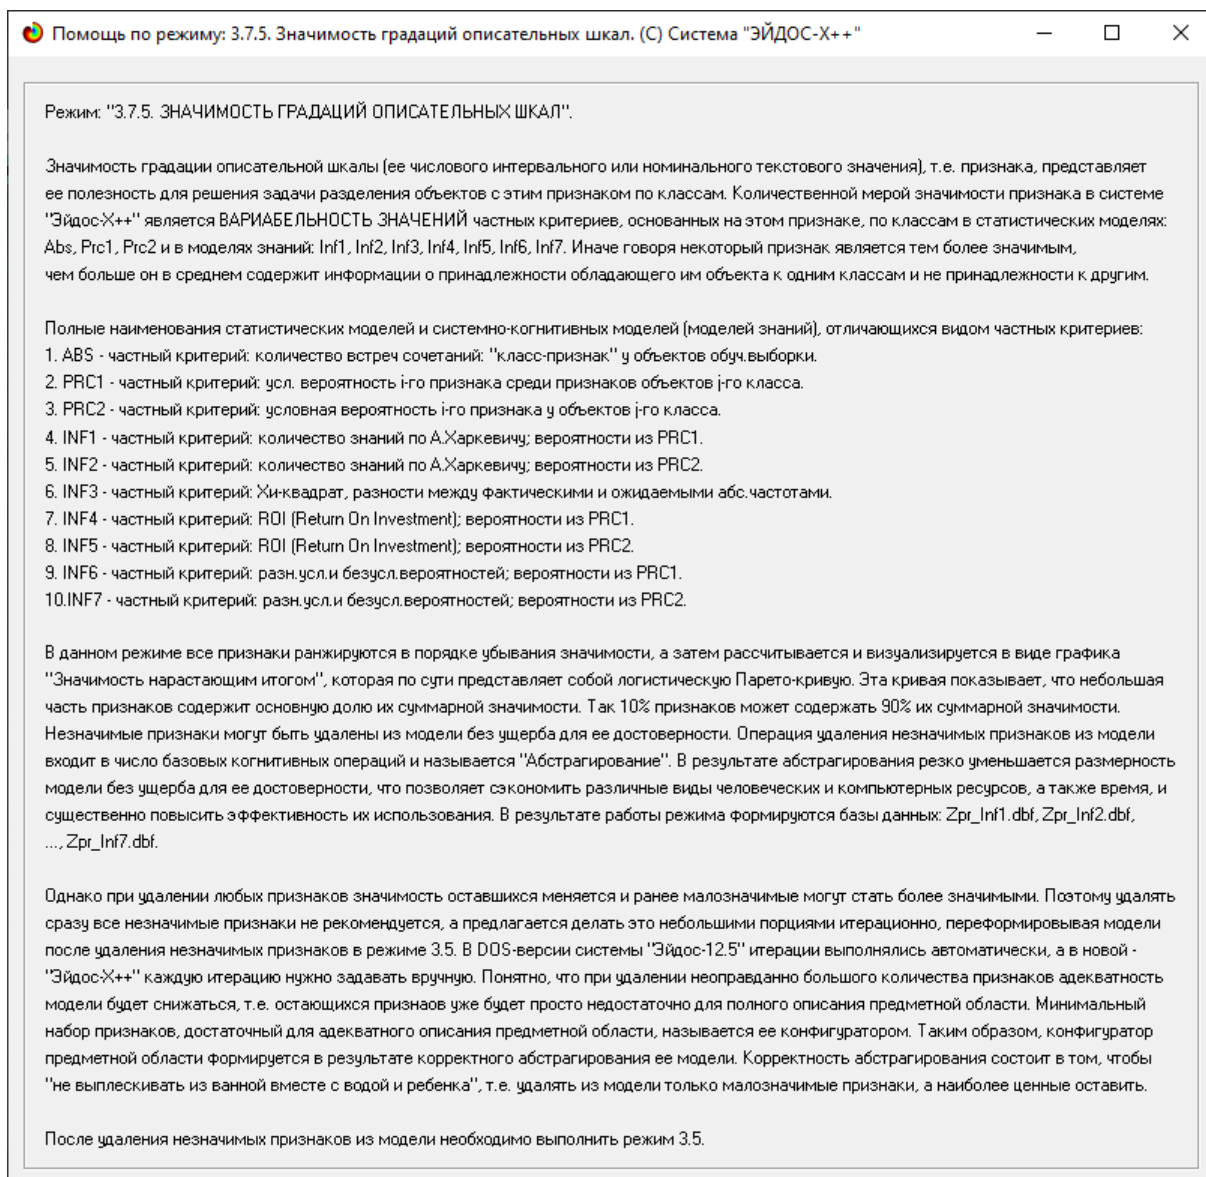 Помощь по режиму: 3.7.5. Значимость градаций описательных шкал. (C) Система "ЭЙДОС-X++"
Режим: "3.7.5. ЗНАЧИМОСТЬ ГРАДАЦИЙ ОПИСАТЕЛЬНЫХ ШКАЛ".
Значимость градации описательной шкалы (ее числового интервального или номинального текстового значения), т.е. признака, представляет
ее полезность для решения задачи разделения объектов с этим признаком по классам. Количественной мерой значимости признака в системе
"Эйдос-X++" является ВАРИАБЕЛЬНОСТЬ ЗНАЧЕНИЙ частных критериев, основанных на этом признаке, по классам в статистических моделях:
Abs, Prc1, Prc2 и в моделях знаний: Inf1, Inf2, Inf3, Inf4, Inf5, Inf6, Inf7. Иначе говоря некоторый признак является тем более значимым,
чем больше он в среднем содержит информации о принадлежности обладающего им объекта к одним классам и не принадлежности к другим.
Полные наименования статистических моделей и системно-когнитивных моделей (моделей знаний), отличающихся видом частных критериев:
1. ABS - частный критерий: количество встреч сочетаний: "класс-признак" у объектов обуч.выборки.
2. PRC1 - частный критерий: усл. вероятность i-го признака среди признаков объектов j-го класса.
3. PRC2 - частный критерий: условная вероятность i-го признака у объектов j-го класса.
4. INF1 - частный критерий: количество знаний по А.Харкевичу; вероятности из PRC1.
5. INF2 - частный критерий: количество знаний по А.Харкевичу; вероятности из PRC2.
6. INF3 - частный критерий: Хи-квадрат, разности между фактическими и ожидаемыми абс.частотами.
7. INF4 - частный критерий: ROI (Return On Investment); вероятности из PRC1.
8. INF5 - частный критерий: ROI (Return On Investment); вероятности из PRC2.
9. INF6 - частный критерий: разн.усл.и безусл.вероятностей; вероятности из PRC1.
10.INF7 - частный критерий: разн.усл.и безусл.вероятностей; вероятности из PRC2.
В данном режиме все признаки ранжируются в порядке убывания значимости, а затем рассчитывается и визуализируется в виде графика
"Значимость нарастающим итогом", которая по сути представляет собой логистическую Парето-кривую. Эта кривая показывает, что небольшая
часть признаков содержит основную долю их суммарной значимости. Так 10% признаков может содержать 90% их суммарной значимости.
Незначимые признаки могут быть удалены из модели без ущерба для ее достоверности. Операция удаления незначимых признаков из модели
входит в число базовых когнитивных операций и называется "Абстрагирование". В результате абстрагирования резко уменьшается размерность
модели без ущерба для ее достоверности, что позволяет сэкономить различные виды человеческих и компьютерных ресурсов, а также время, и
существенно повысить эффективность их использования. В результате работы режима формируются базы данных: Zpr_Inf1.dbf, Zpr_Inf2.dbf,
..., Zpr_Inf7.dbf.
Однако при удалении любых признаков значимость оставшихся меняется и ранее малозначимые могут стать более значимыми. Поэтому удалять
сразу все незначимые признаки не рекомендуется, а предлагается делать это небольшими порциями итерационно, переформировывая модели
после удаления незначимых признаков в режиме 3.5. В DOS-версии системы "Эйдос-12.5" итерации выполнялись автоматически, а в новой -
"Эйдос-X++" каждую итерацию нужно задавать вручную. Понятно, что при удалении неоправданно большого количества признаков адекватность
модели будет снижаться, т.е. остающихся признаов уже будет просто недостаточно для полного описания предметной области. Минимальный
набор признаков, достаточный для адекватного описания предметной области, называется ее конфигуратором. Таким образом, конфигуратор
предметной области формируется в результате корректного абстрагирования ее модели. Корректность абстрагирования состоит в том, чтобы
"не выплескивать из ванной вместе с водой и ребенка", т.е. удалять из модели только малозначимые признаки, а наиболее ценные оставить.
После удаления незначимых признаков из модели необходимо выполнить режим 3.5.